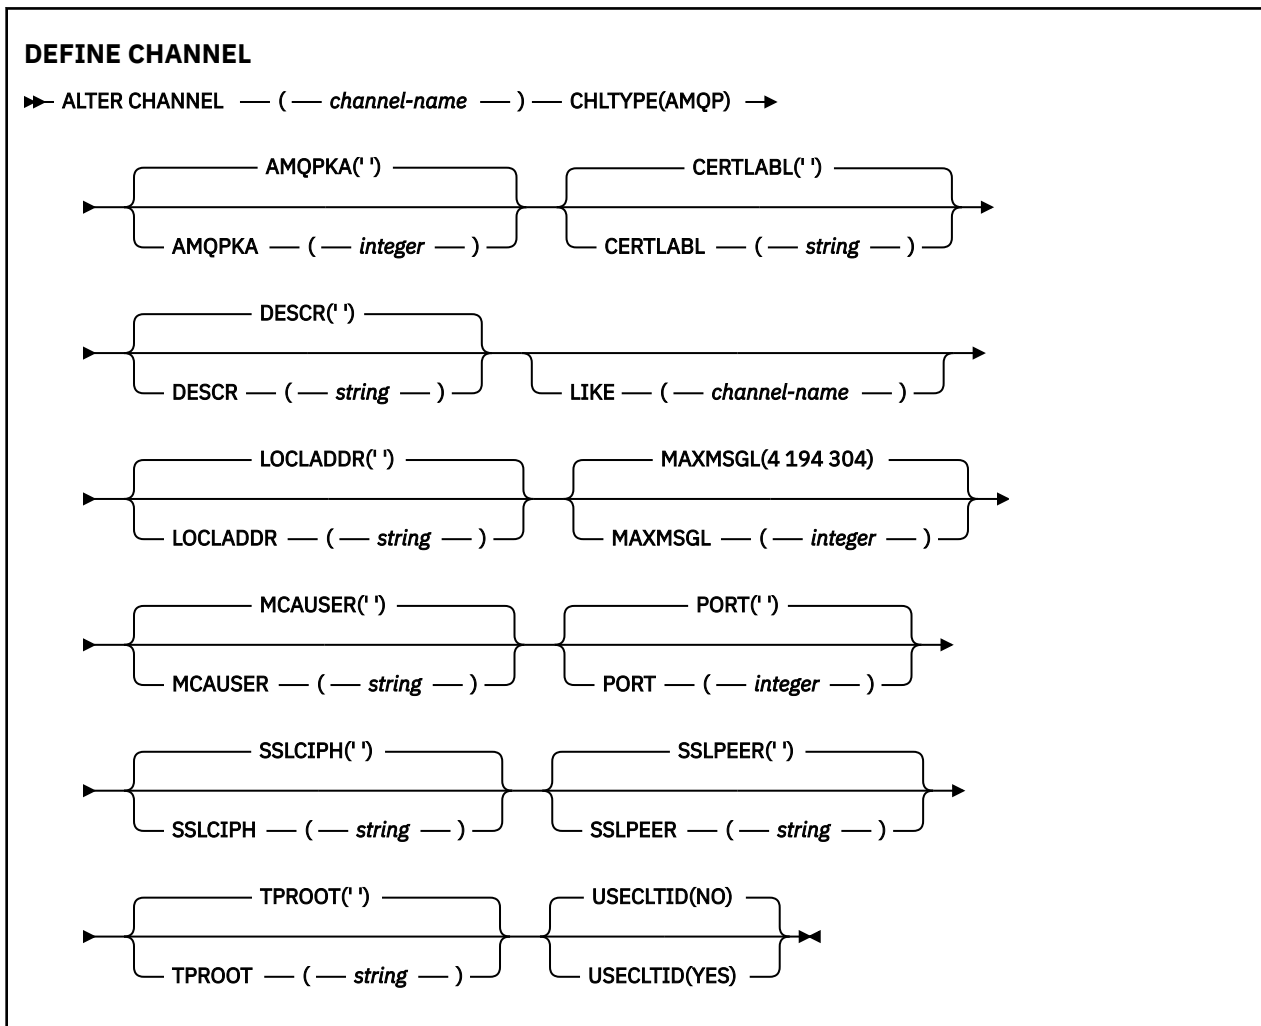 DEFINE CHANNEL
ALTER CHANNEL ( channel-name ) CHLTYPE(AMQP)
AMQPKA(' ') CERTLABL(' ')
AMQPKA ( integer ) CERTLABL ( string )
DESCR(' ')
DESCR ( string ) LIKE ( channel-name )
LOCLADDR(' ') MAXMSGL(4 194 304)
LOCLADDR ( string ) MAXMSGL ( integer )
MCAUSER(' ') PORT(' ')
MCAUSER ( string ) PORT ( integer )
SSLCIPH(' ') SSLPEER(' ')
SSLCIPH ( string ) SSLPEER ( string )
TPROOT(' ') USECLTID(NO)
TPROOT ( string ) USECLTID(YES)